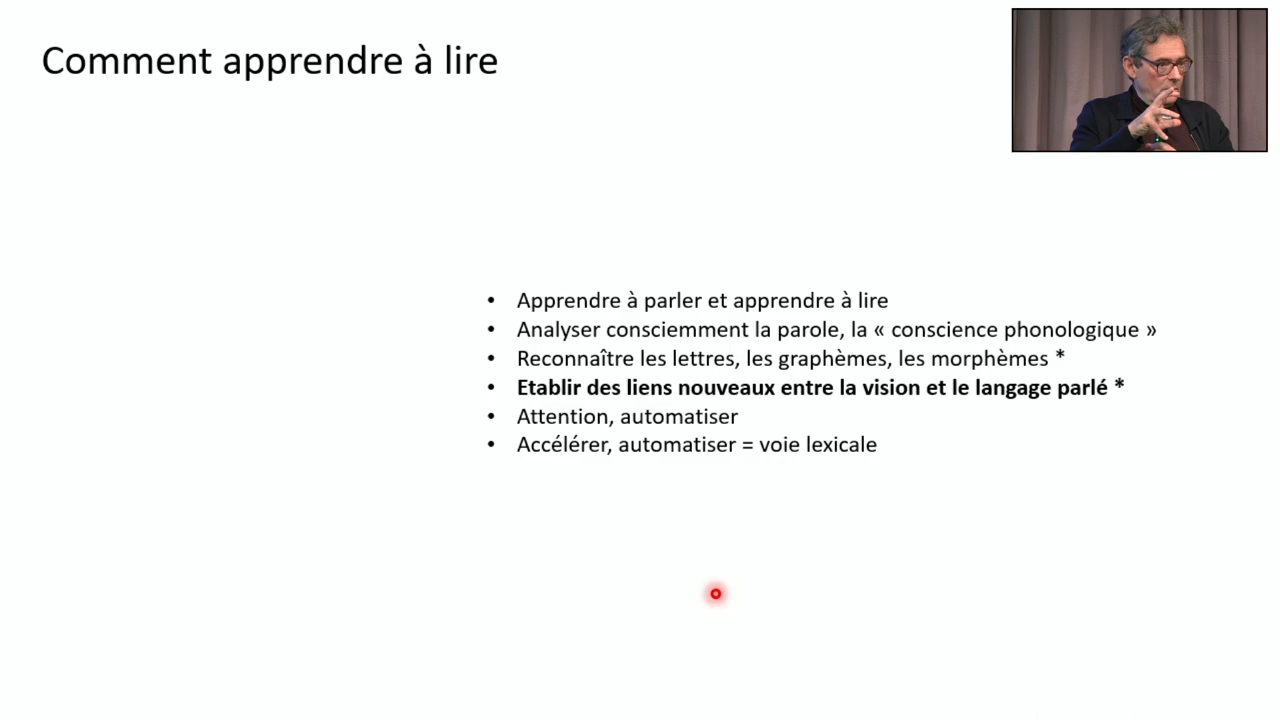 Comment apprendre à lire
• Apprendre à parler et apprendre à lire
• Analyser consciemment la parole, la « conscience phonologique »
• Reconnaître les lettres, les graphèmes, les morphèmes *
• Etablir des liens nouveaux entre la vision et le langage parlé *
• Attention, automatiser
• Accélérer, automatiser = voie lexicale